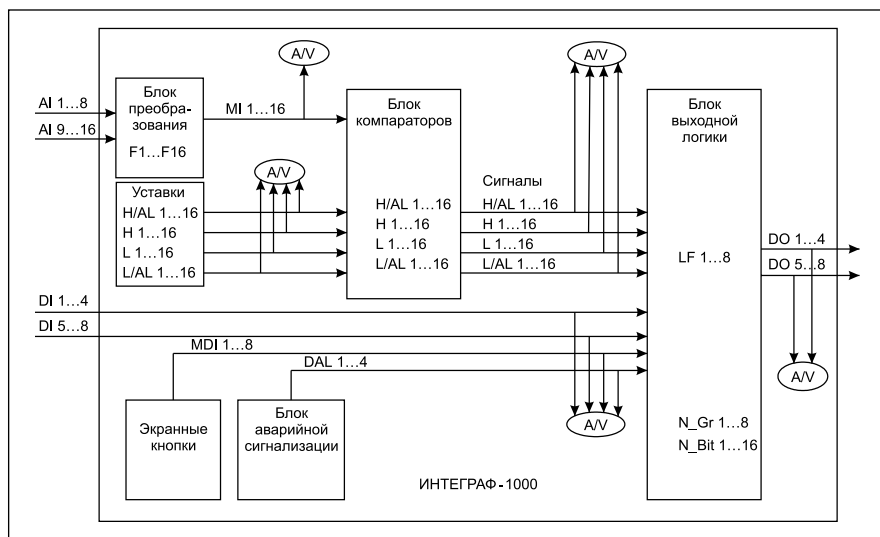 A/V
A/V
Блок
преобра-
зования
F1...F16
AI 1...8
AI 9...16
MI 1...16
Блок
компараторов
Блок
выходной
логики
A/V
Уставки
H/AL 1...16
H 1...16
L 1...16
L/AL 1...16
H/AL 1...16
H 1...16
L 1...16
L/AL 1...16
Сигналы
H/AL 1...16
H 1...16
L 1...16
L/AL 1...16
LF 1...8
DO 1...4
DO 5...8
DI 1...4
DI 5...8
MDI 1...8
DAL 1...4
A/V
A/V
Экранные
кнопки
Блок
аварийной
сигнализации
N_Gr 1...8
N_Bit 1...16
ИНТЕГРАФ-1000